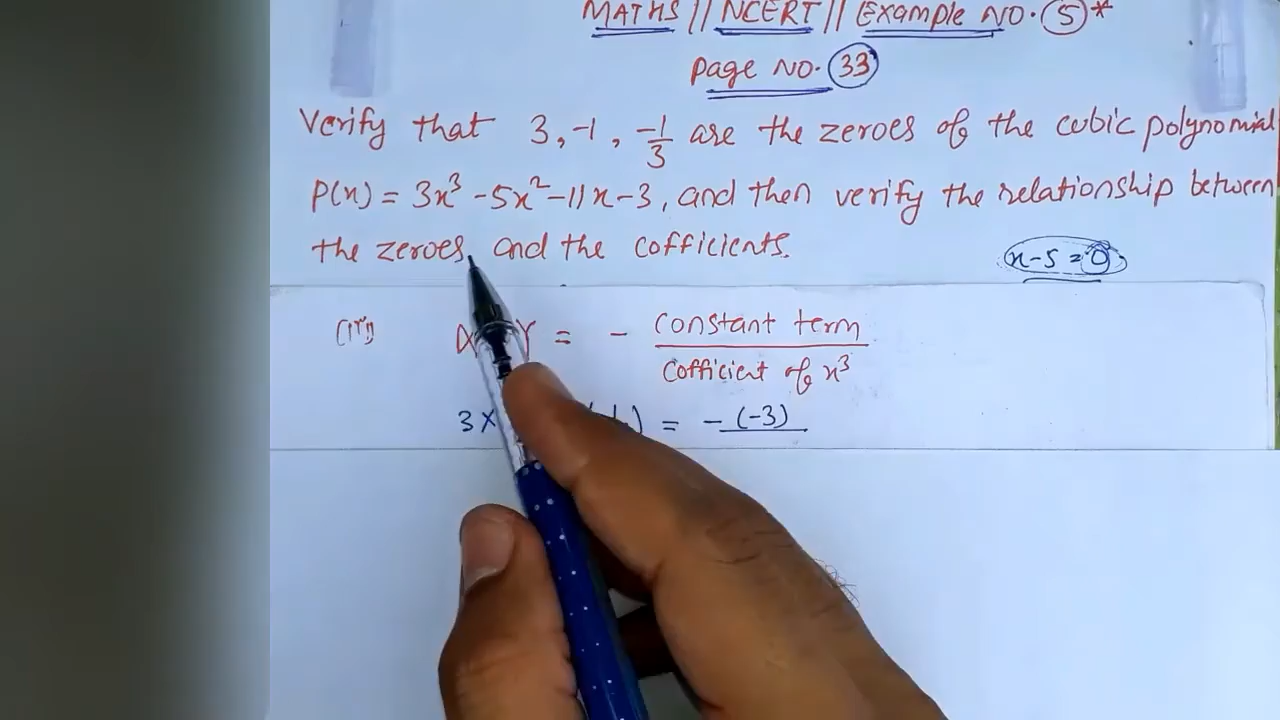 MATHS // NCERT // Example NO. 5 *
Page NO. 33
Verify that 3, -1, -1/3 are the zeroes of the cubic polynomial
P(x) = 3x³ - 5x² - 11x - 3, and then verify the relationship between
the zeroes and the cofficients.
x - 5 = 0
(iii) α γ = - constant term / cofficient of x³
3 × = - (-3)